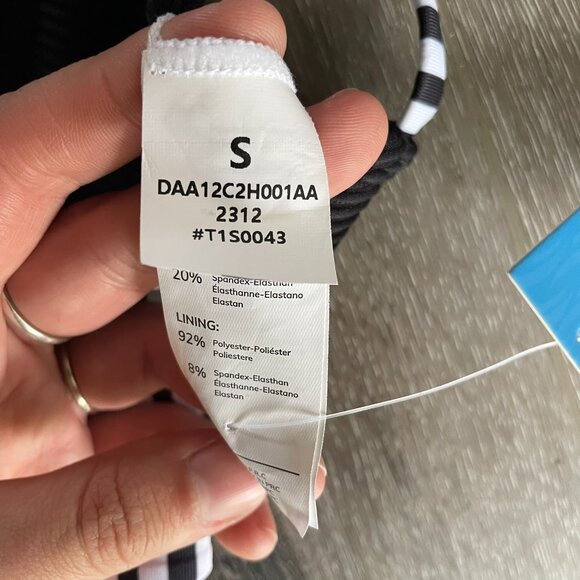 S
DAA12C2H001AA
2312
#T1S0043
20% Spandex-Elasthan
Élasthanne-Elastano
Elastan
LINING:
92% Polyester-Poliéster
Poliestere
8% Spandex-Elasthan
Élasthanne-Elastano
Elastan